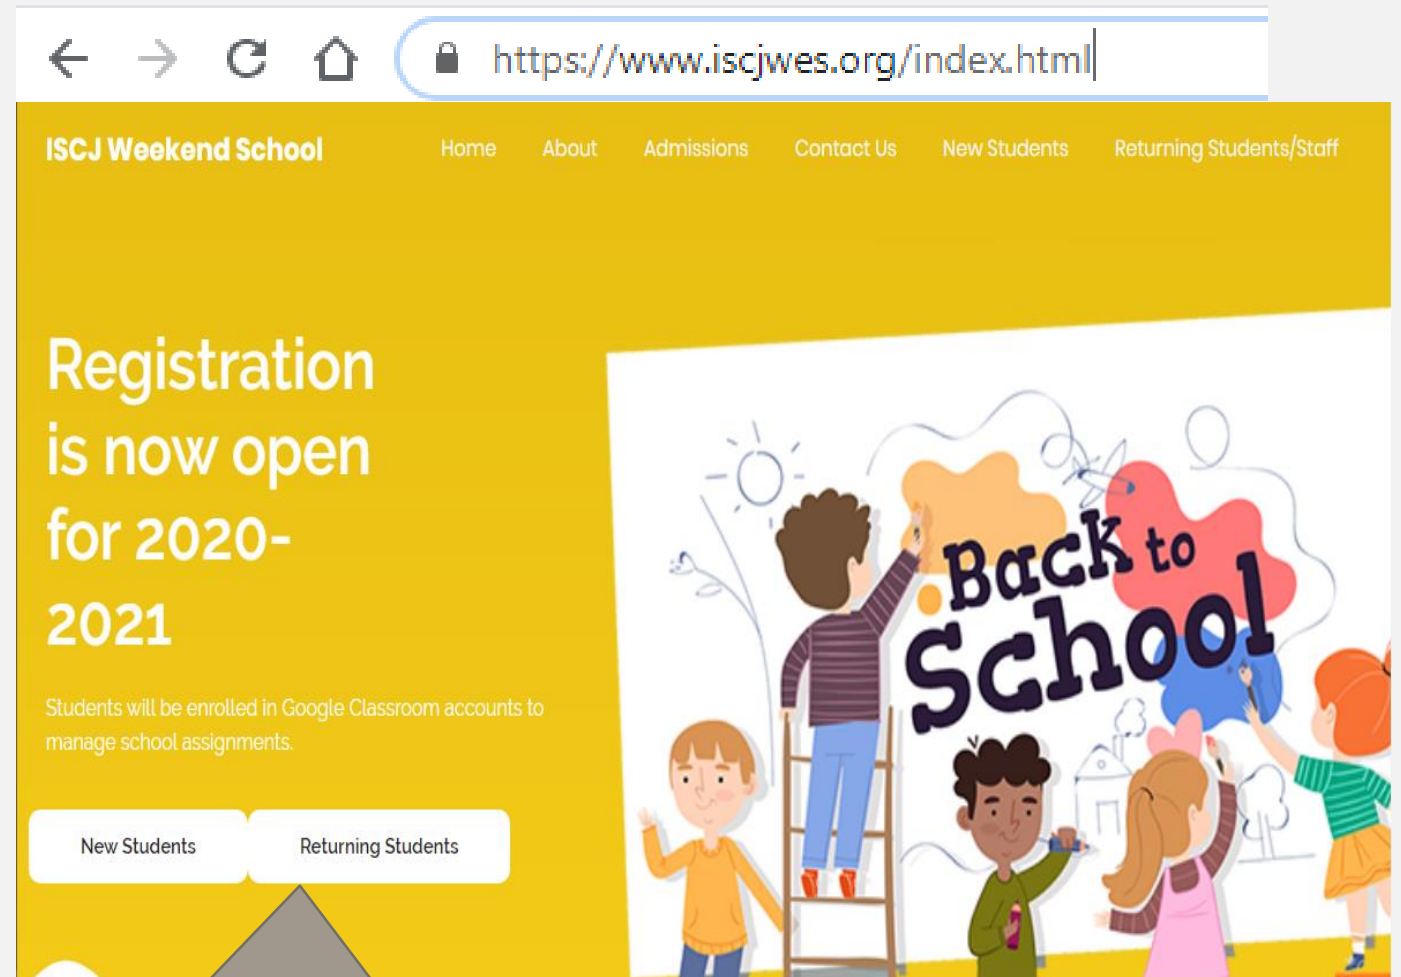 https://www.iscjwes.org/index.html
ISCJ Weekend School Home About Admissions Contact Us New Students Returning Students/Staff
Registration
is now open
for 2020-
2021
Students will be enrolled in Google Classroom accounts to
manage school assignments.
New Students Returning Students
Back to
School